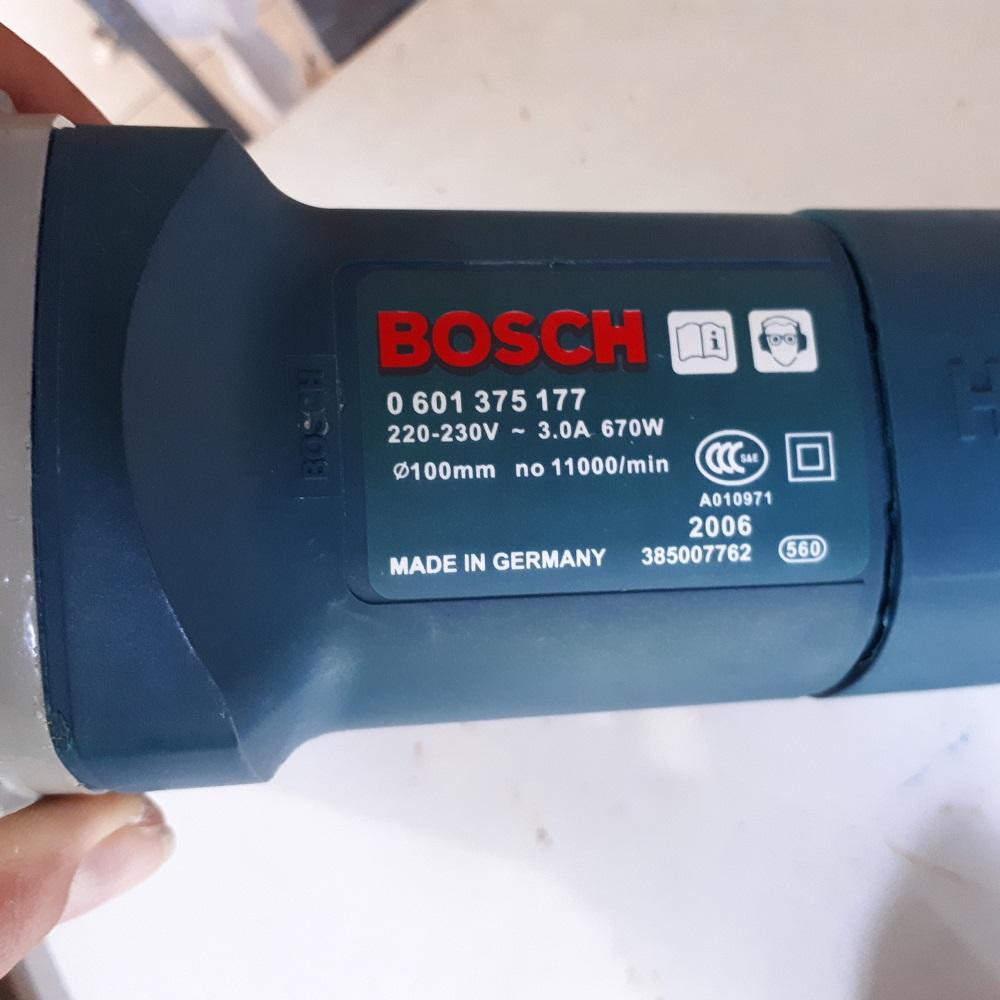 BOSCH
0 601 375 177
220-230V ~ 3.0A 670W
Ø100mm no 11000/min
CCC S&E
A010971
2006
MADE IN GERMANY 385007762 560
BOSCH
H